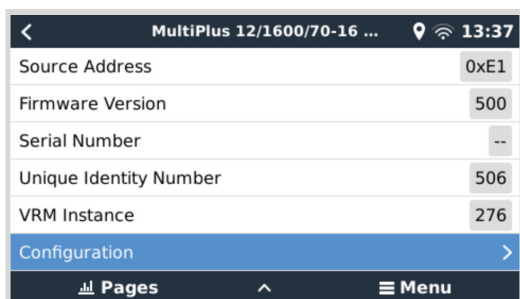 MultiPlus 12/1600/70-16 ... 13:37
Source Address 0xE1
Firmware Version 500
Serial Number --
Unique Identity Number 506
VRM Instance 276
Configuration
Pages Menu